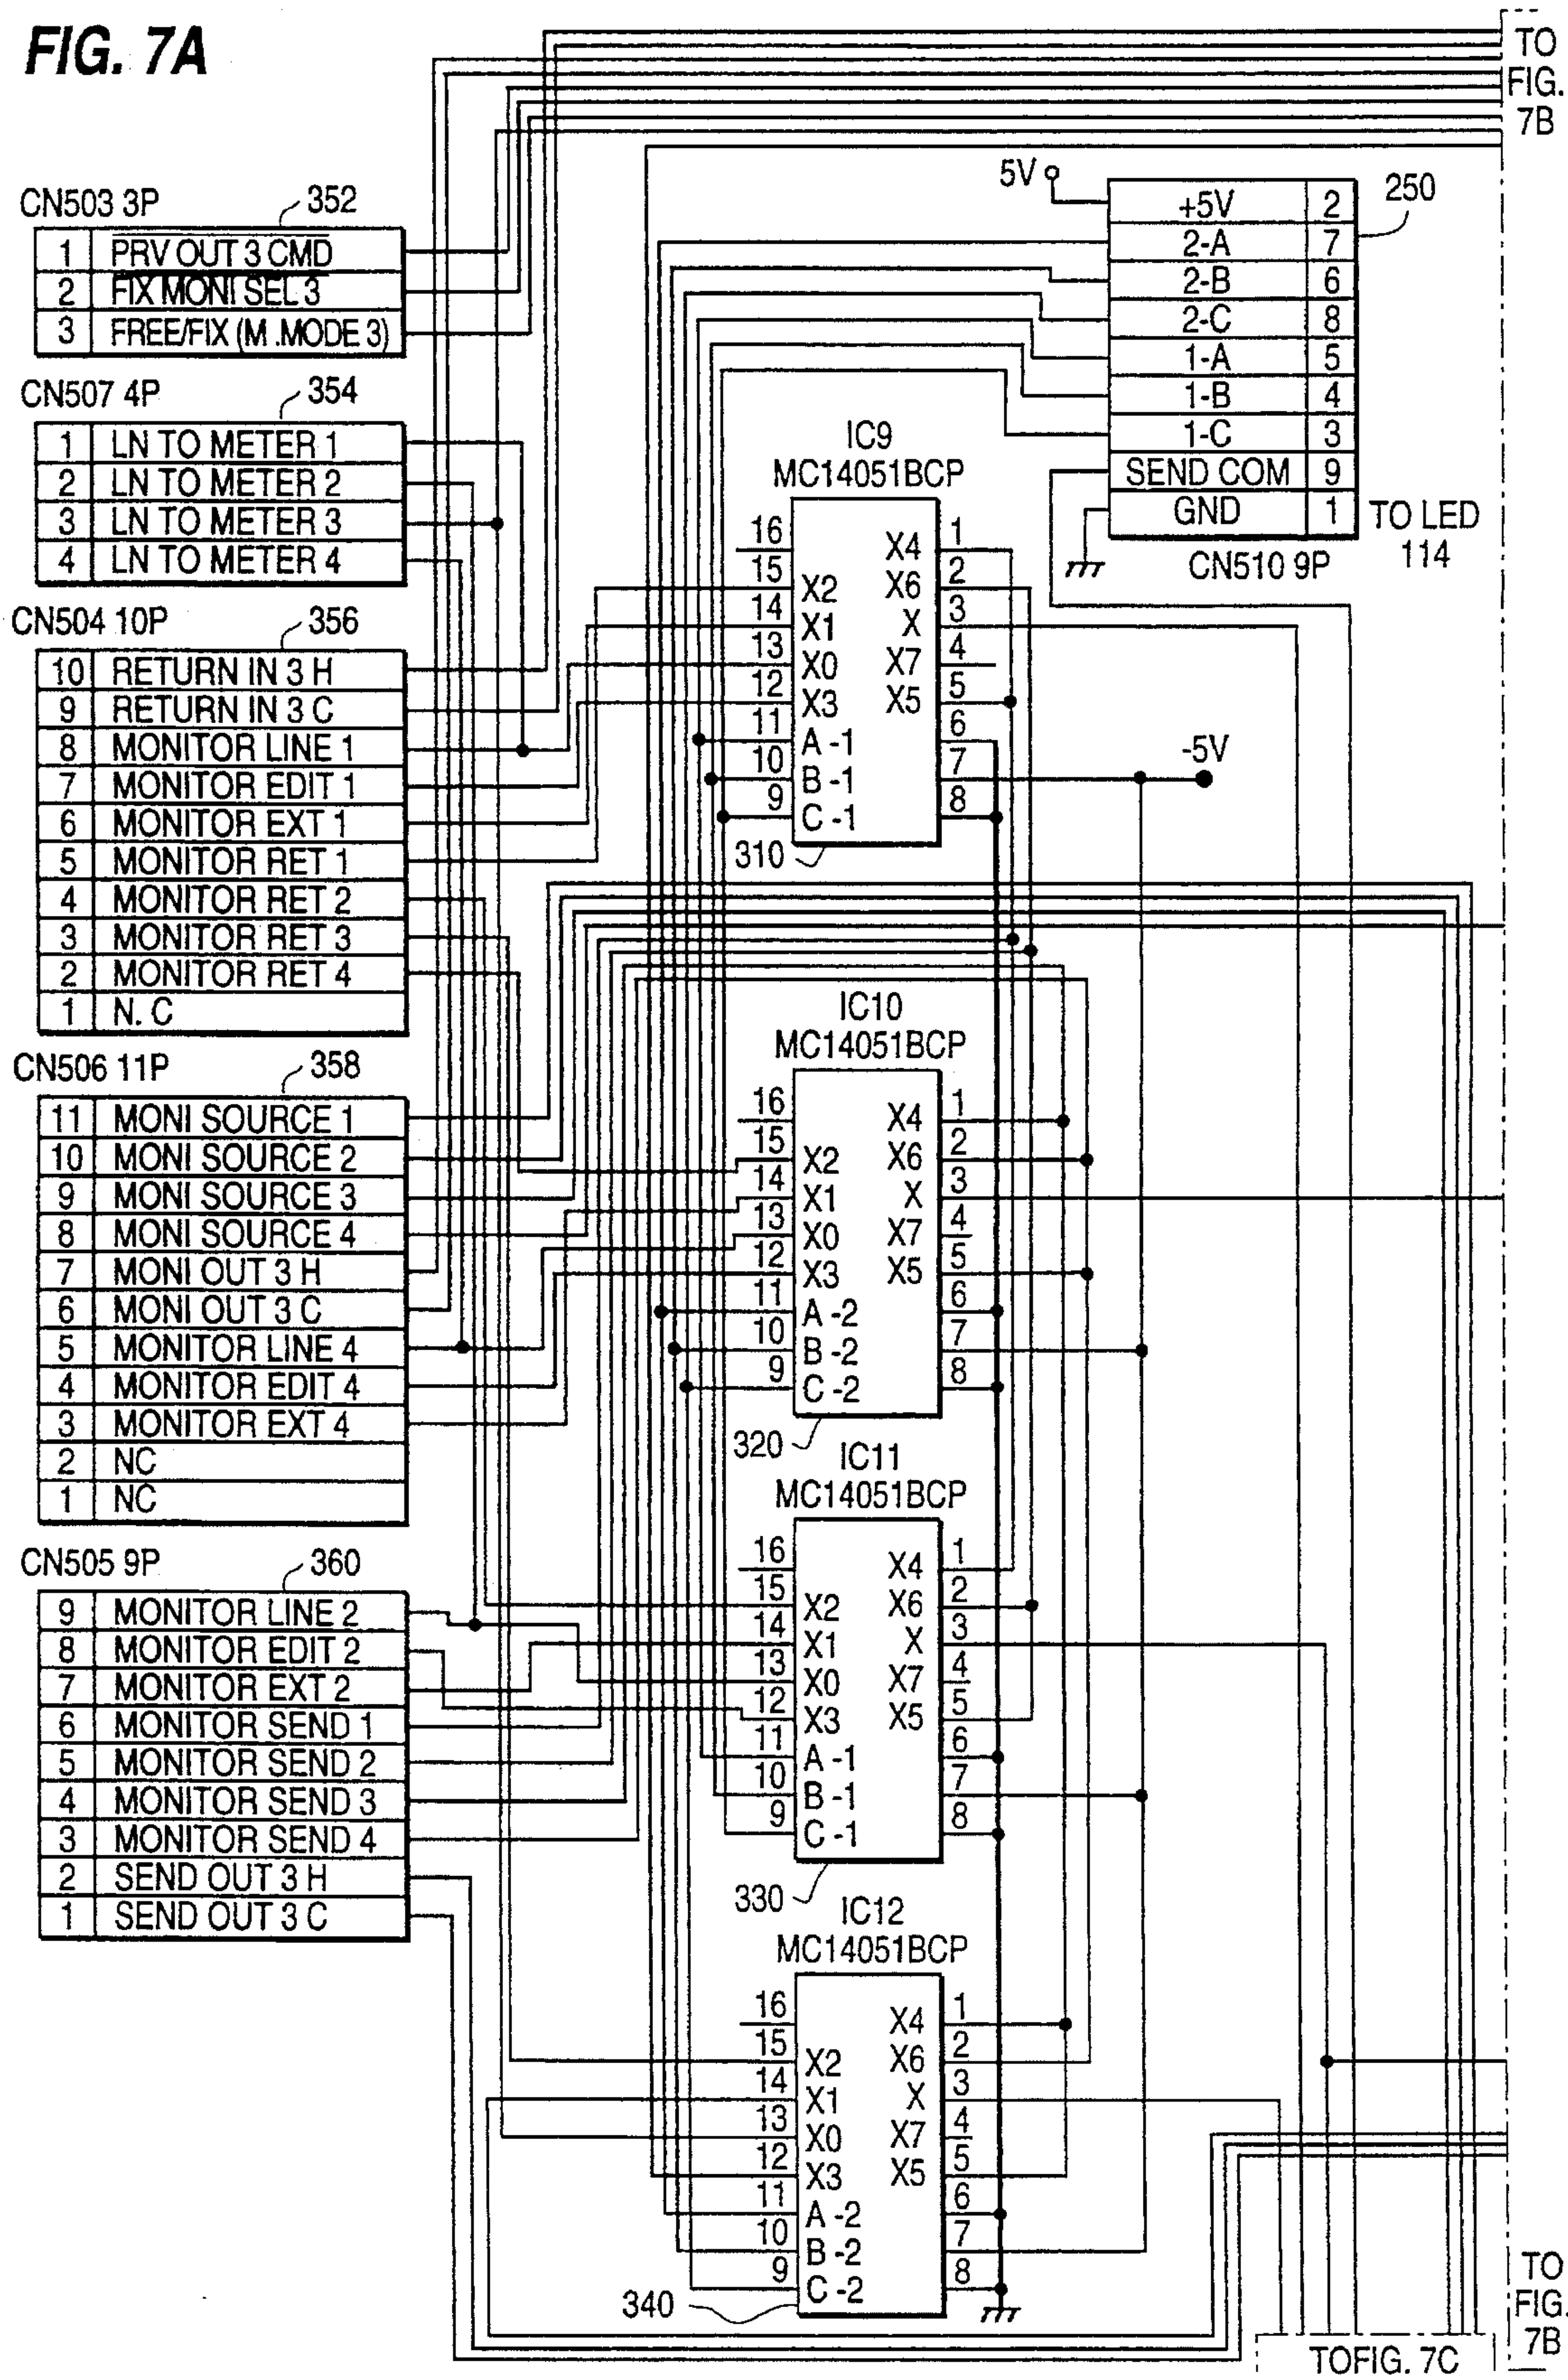 FIG. 7A
TO
FIG.
7B
CN503 3P
352
1 PRV OUT 3 CMD
2 FIX MONI SEL 3
3 FREE/FIX (M .MODE 3)
CN507 4P
354
1 LN TO METER 1
2 LN TO METER 2
3 LN TO METER 3
4 LN TO METER 4
CN504 10P
356
10 RETURN IN 3 H
9 RETURN IN 3 C
8 MONITOR LINE 1
7 MONITOR EDIT 1
6 MONITOR EXT 1
5 MONITOR RET 1
4 MONITOR RET 2
3 MONITOR RET 3
2 MONITOR RET 4
1 N. C
CN506 11P
358
11 MONI SOURCE 1
10 MONI SOURCE 2
9 MONI SOURCE 3
8 MONI SOURCE 4
7 MONI OUT 3 H
6 MONI OUT 3 C
5 MONITOR LINE 4
4 MONITOR EDIT 4
3 MONITOR EXT 4
2 NC
1 NC
CN505 9P
360
9 MONITOR LINE 2
8 MONITOR EDIT 2
7 MONITOR EXT 2
6 MONITOR SEND 1
5 MONITOR SEND 2
4 MONITOR SEND 3
3 MONITOR SEND 4
2 SEND OUT 3 H
1 SEND OUT 3 C
5V
250
+5V 2
2-A 7
2-B 6
2-C 8
1-A 5
1-B 4
1-C 3
SEND COM 9
GND 1
TO LED
114
CN510 9P
IC9
MC14051BCP
16 X4 1
15 X2 X6 2
14 X1 X 3
13 X0 X7 4
12 X3 X5 5
11 A -1 6
10 B -1 7
9 C -1 8
310
-5V
IC10
MC14051BCP
16 X4 1
15 X2 X6 2
14 X1 X 3
13 X0 X7 4
12 X3 X5 5
11 A -2 6
10 B -2 7
9 C -2 8
320
IC11
MC14051BCP
16 X4 1
15 X2 X6 2
14 X1 X 3
13 X0 X7 4
12 X3 X5 5
11 A -1 6
10 B -1 7
9 C -1 8
330
IC12
MC14051BCP
16 X4 1
15 X2 X6 2
14 X1 X 3
13 X0 X7 4
12 X3 X5 5
11 A -2 6
10 B -2 7
9 C -2 8
340
TO
FIG.
7B
TOFIG. 7C